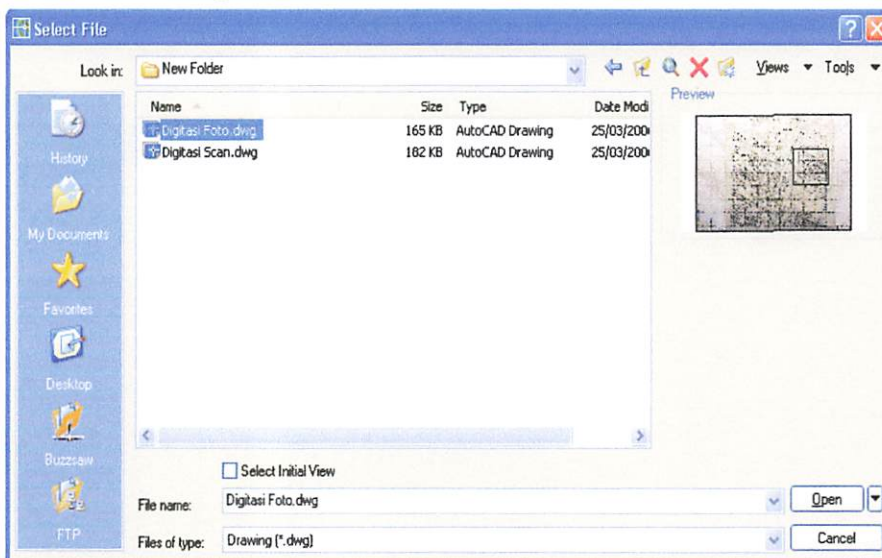 Select File
Look in: New Folder Views Tools
Preview
Name Size Type Date Modi
Digitasi Foto.dwg 165 KB AutoCAD Drawing 25/03/200
Digitasi Scan.dwg 182 KB AutoCAD Drawing 25/03/200
History
My Documents
Favorites
Desktop
Buzzsaw
FTP
Select Initial View
File name: Digitasi Foto.dwg Open
Files of type: Drawing (*.dwg) Cancel